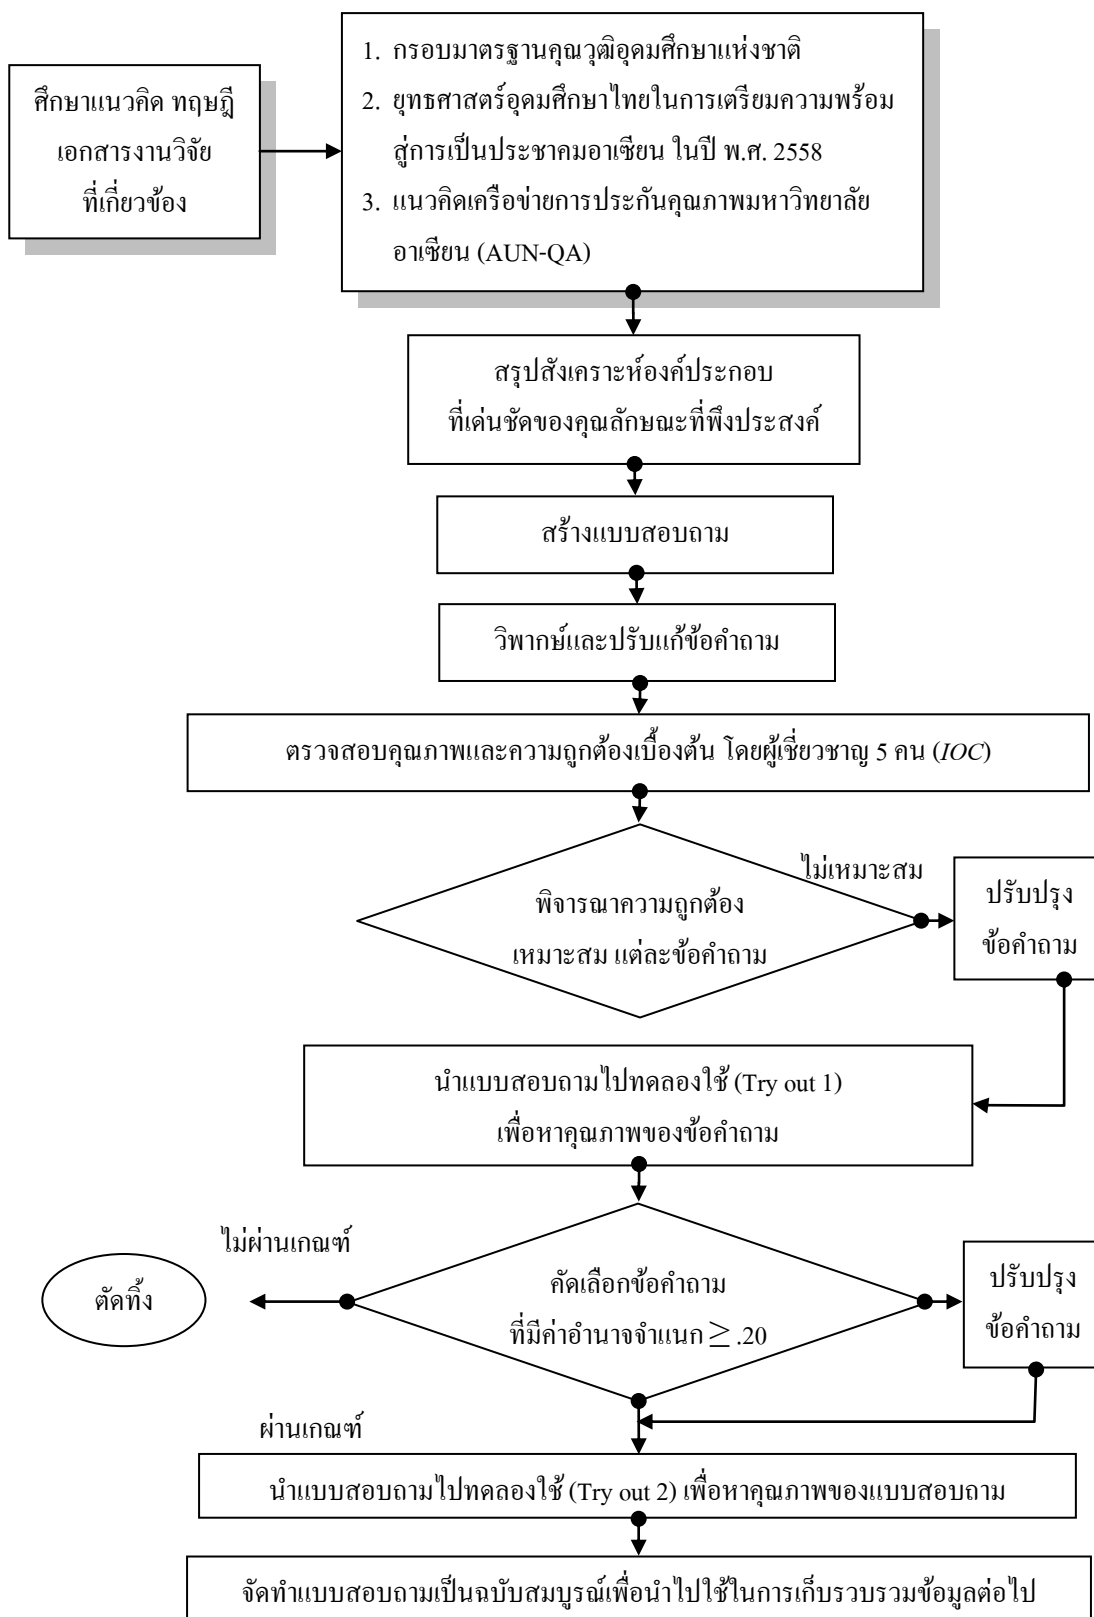 ศึกษาแนวคิด ทฤษฎี
เอกสารงานวิจัย
ที่เกี่ยวข้อง
1. กรอบมาตรฐานคุณวุฒิอุดมศึกษาแห่งชาติ
2. ยุทธศาสตร์อุดมศึกษาไทยในการเตรียมความพร้อม
สู่การเป็นประชาคมอาเซียน ในปี พ.ศ. 2558
3. แนวคิดเครือข่ายการประกันคุณภาพมหาวิทยาลัย
อาเซียน (AUN-QA)
สรุปสังเคราะห์องค์ประกอบ
ที่เด่นชัดของคุณลักษณะที่พึงประสงค์
สร้างแบบสอบถาม
วิพากษ์และปรับแก้ข้อคำถาม
ตรวจสอบคุณภาพและความถูกต้องเบื้องต้น โดยผู้เชี่ยวชาญ 5 คน (IOC)
พิจารณาความถูกต้อง
เหมาะสม แต่ละข้อคำถาม
ไม่เหมาะสม
ปรับปรุง
ข้อคำถาม
นำแบบสอบถามไปทดลองใช้ (Try out 1)
เพื่อหาคุณภาพของข้อคำถาม
ไม่ผ่านเกณฑ์
ตัดทิ้ง
คัดเลือกข้อคำถาม
ที่มีค่าอำนาจจำแนก ≥ .20
ปรับปรุง
ข้อคำถาม
ผ่านเกณฑ์
นำแบบสอบถามไปทดลองใช้ (Try out 2) เพื่อหาคุณภาพของแบบสอบถาม
จัดทำแบบสอบถามเป็นฉบับสมบูรณ์เพื่อนำไปใช้ในการเก็บรวบรวมข้อมูลต่อไป